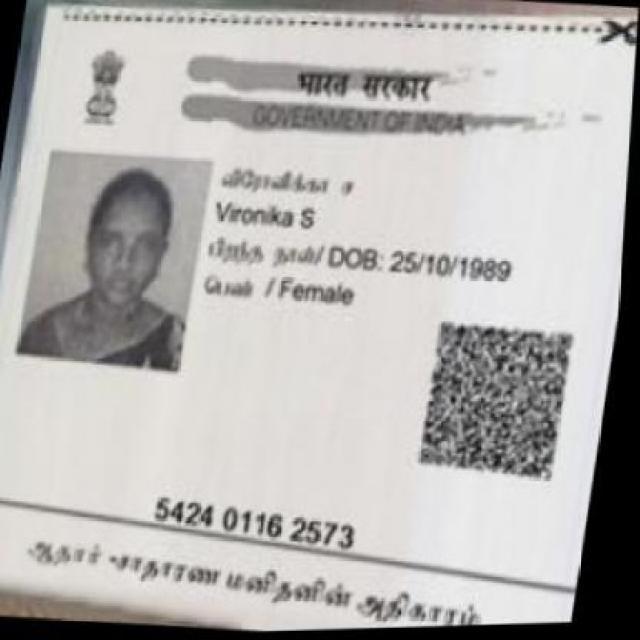 भारत सरकार
GOVERNMENT OF INDIA
விரோனிகா ச
Vironika S
பிறந்த நாள்/ DOB: 25/10/1989
பெண் / Female
5424 0116 2573
ஆதார் சாதாரண மனிதனின் அதிகாரம்